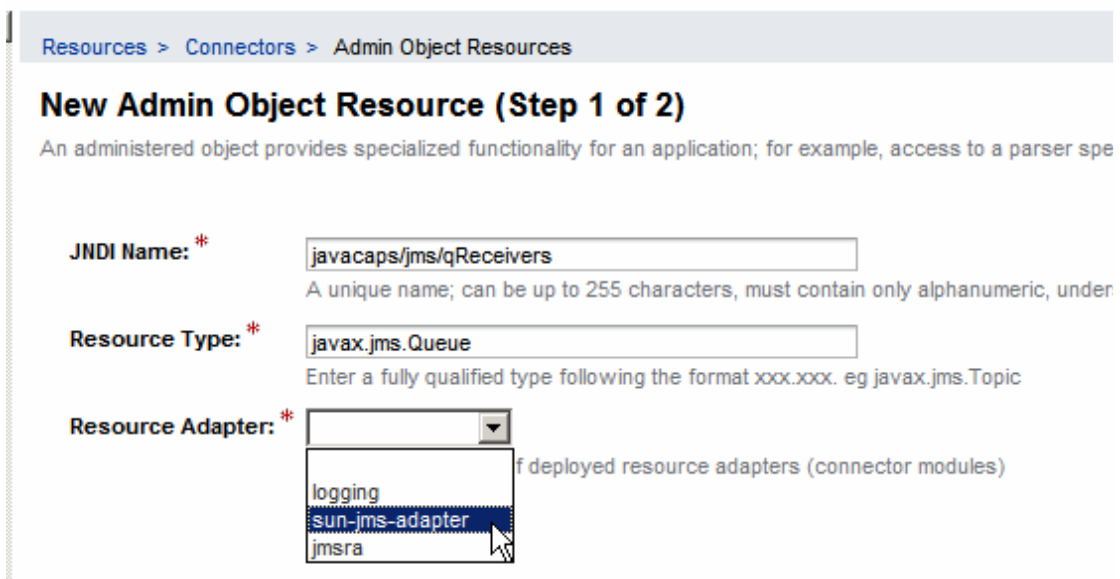 Resources > Connectors > Admin Object Resources
New Admin Object Resource (Step 1 of 2)
An administered object provides specialized functionality for an application; for example, access to a parser
JNDI Name: *
javacaps/jms/qReceivers
A unique name; can be up to 255 characters, must contain only alphanumeric,
Resource Type: *
javax.jms.Queue
Enter a fully qualified type following the format xxx.xxx. eg javax.jms.Topic
Resource Adapter: *
deployed resource adapters (connector modules)
logging
sun-jms-adapter
jmsra